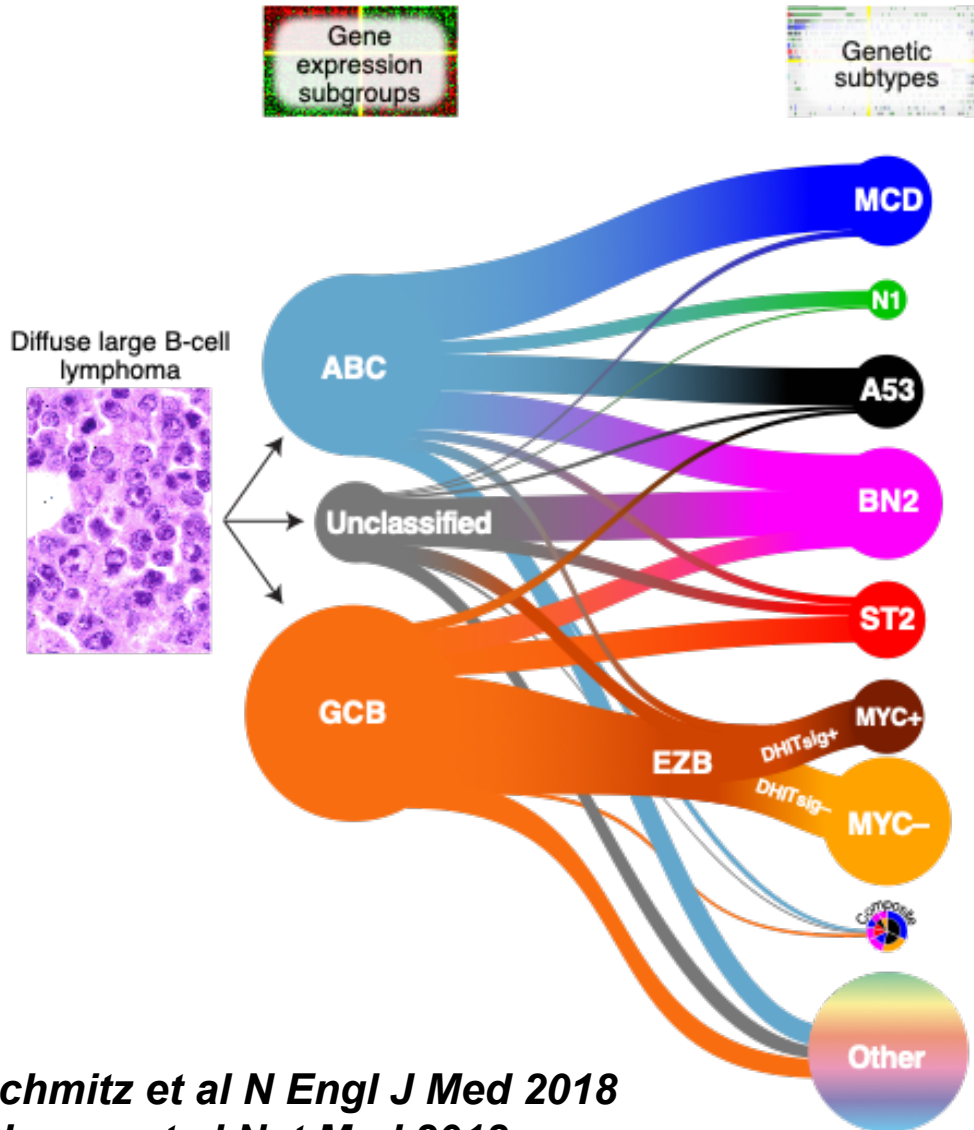 Gene
expression
subgroups
Genetic
subtypes
Diffuse large B-cell
lymphoma
MCD
N1
ABC
A53
BN2
Unclassified
ST2
GCB
MYC+
DHITsig+
EZB
DHITsig–
MYC–
Composite
Other
chmitz et al N Engl J Med 2018